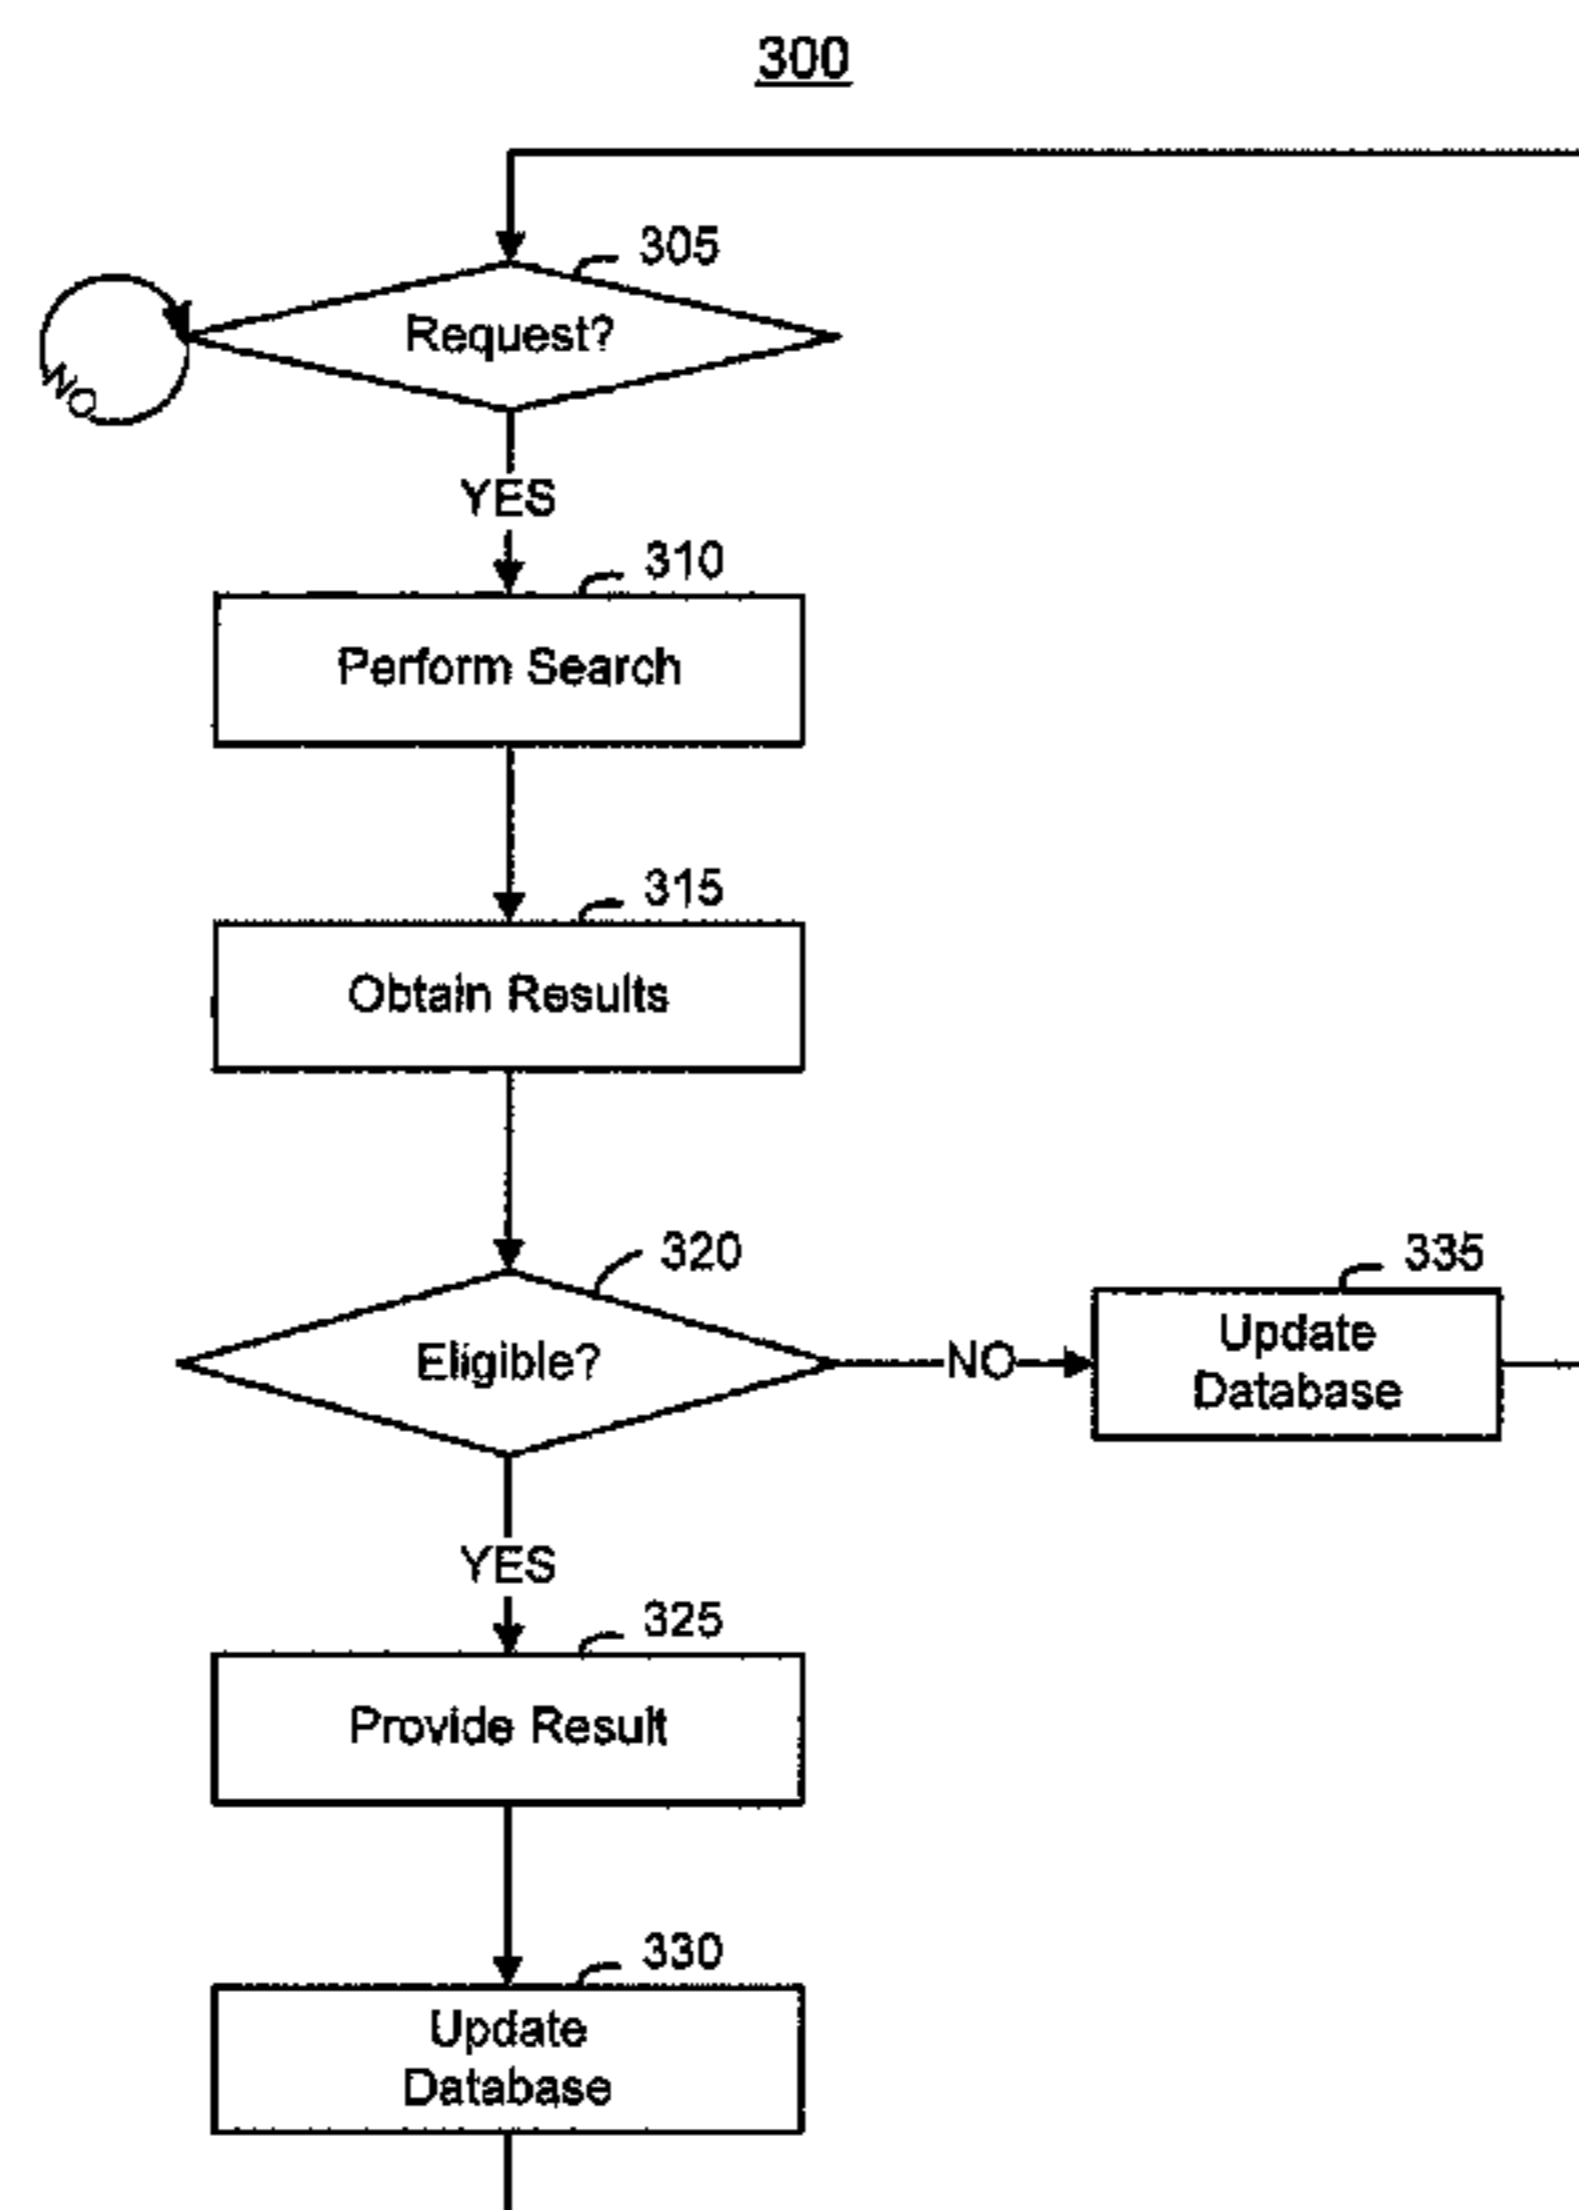 300
305
Request?
NO
YES
310
Perform Search
315
Obtain Results
320
Eligible?
NO
335
Update
Database
YES
325
Provide Result
330
Update
Database